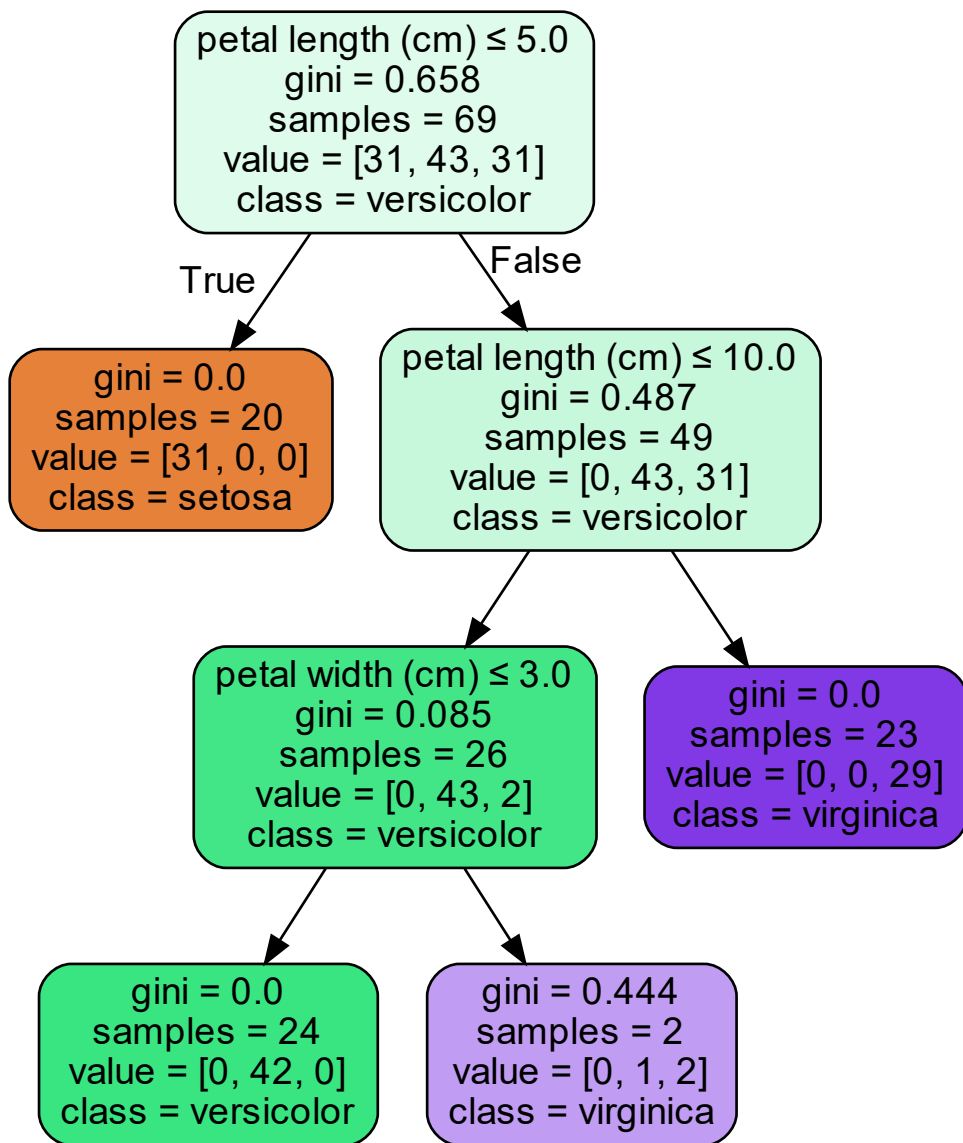 petal length (cm) ≤ 5.0
gini = 0.658
samples = 69
value = [31, 43, 31]
class = versicolor
True
False
gini = 0.0
samples = 20
value = [31, 0, 0]
class = setosa
petal length (cm) ≤ 10.0
gini = 0.487
samples = 49
value = [0, 43, 31]
class = versicolor
petal width (cm) ≤ 3.0
gini = 0.085
samples = 26
value = [0, 43, 2]
class = versicolor
gini = 0.0
samples = 23
value = [0, 0, 29]
class = virginica
gini = 0.0
samples = 24
value = [0, 42, 0]
class = versicolor
gini = 0.444
samples = 2
value = [0, 1, 2]
class = virginica